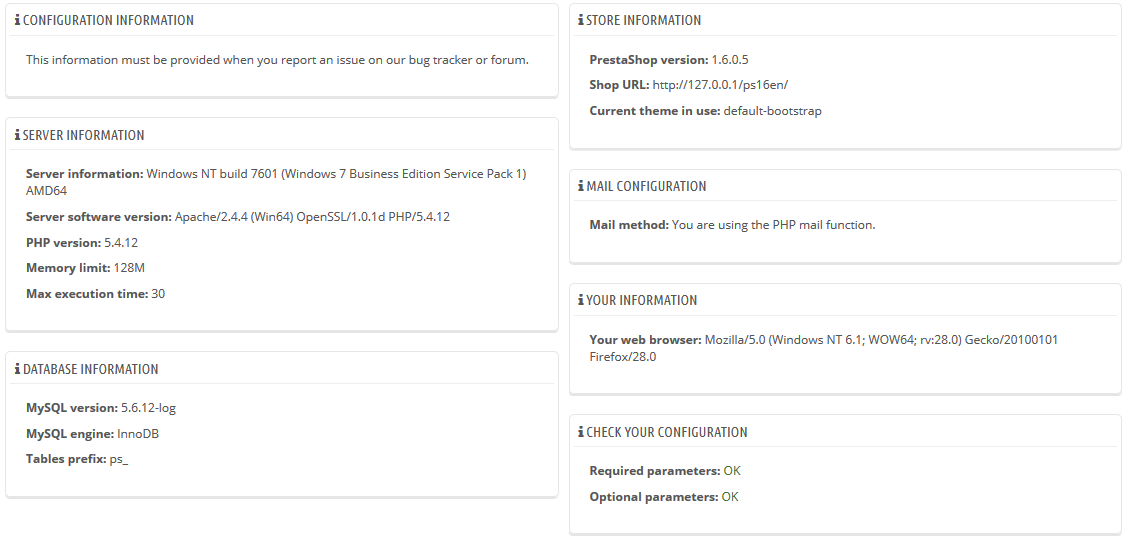 CONFIGURATION INFORMATION
This information must be provided when you report an issue on our bug tracker or forum.
SERVER INFORMATION
Server information: Windows NT build 7601 (Windows 7 Business Edition Service Pack 1)
AMD64
Server software version: Apache/2.4.4 (Win64) OpenSSL/1.0.1d PHP/5.4.12
PHP version: 5.4.12
Memory limit: 128M
Max execution time: 30
DATABASE INFORMATION
MySQL version: 5.6.12-log
MySQL engine: InnoDB
Tables prefix: ps_
STORE INFORMATION
PrestaShop version: 1.6.0.5
Shop URL: http://127.0.0.1/ps16en/
Current theme in use: default-bootstrap
MAIL CONFIGURATION
Mail method: You are using the PHP mail function.
YOUR INFORMATION
Your web browser: Mozilla/5.0 (Windows NT 6.1; WOW64; rv:28.0) Gecko/20100101
Firefox/28.0
CHECK YOUR CONFIGURATION
Required parameters: OK
Optional parameters: OK